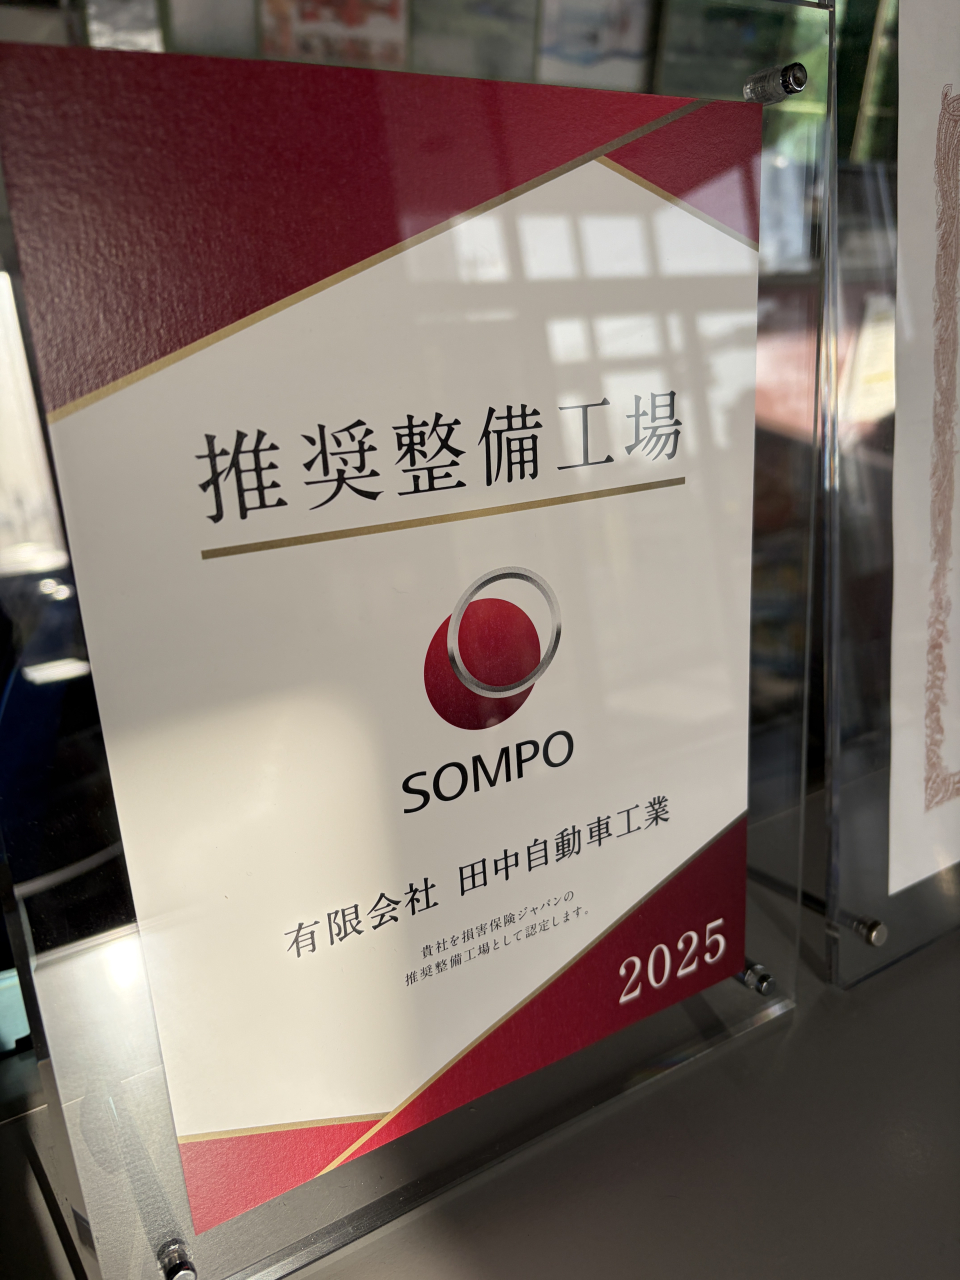 推奨整備工場
SOMPO
有限会社 田中自動車工業
貴社を損害保険ジャパンの
推奨整備工場として認定します。
2025